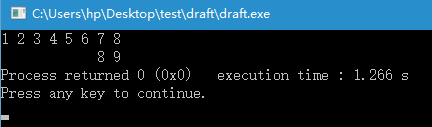 C:\Users\hp\Desktop\test\draft\draft.exe
1 2 3 4 5 6 7 8
            8 9
Process returned 0 (0x0)   execution time : 1.266 s
Press any key to continue.